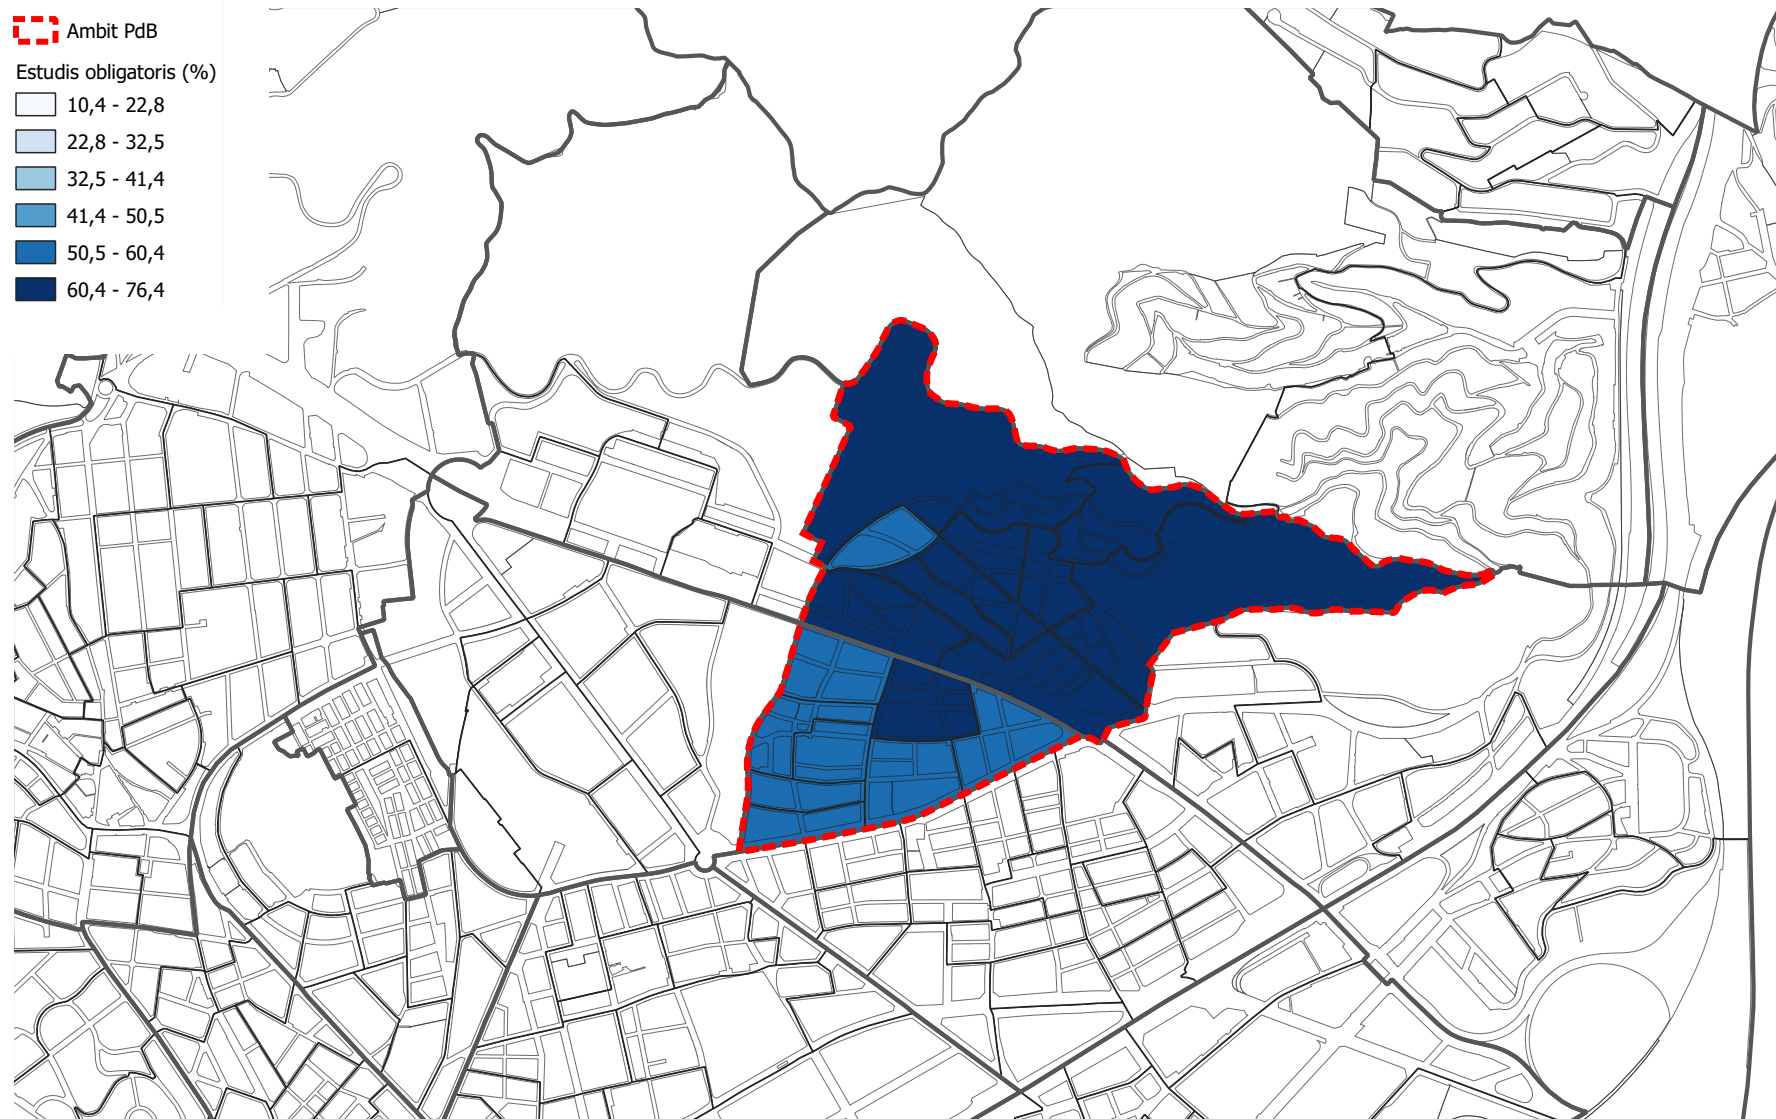 Ambit PdB
Estudis obligatoris (%)
10,4 - 22,8
22,8 - 32,5
32,5 - 41,4
41,4 - 50,5
50,5 - 60,4
60,4 - 76,4